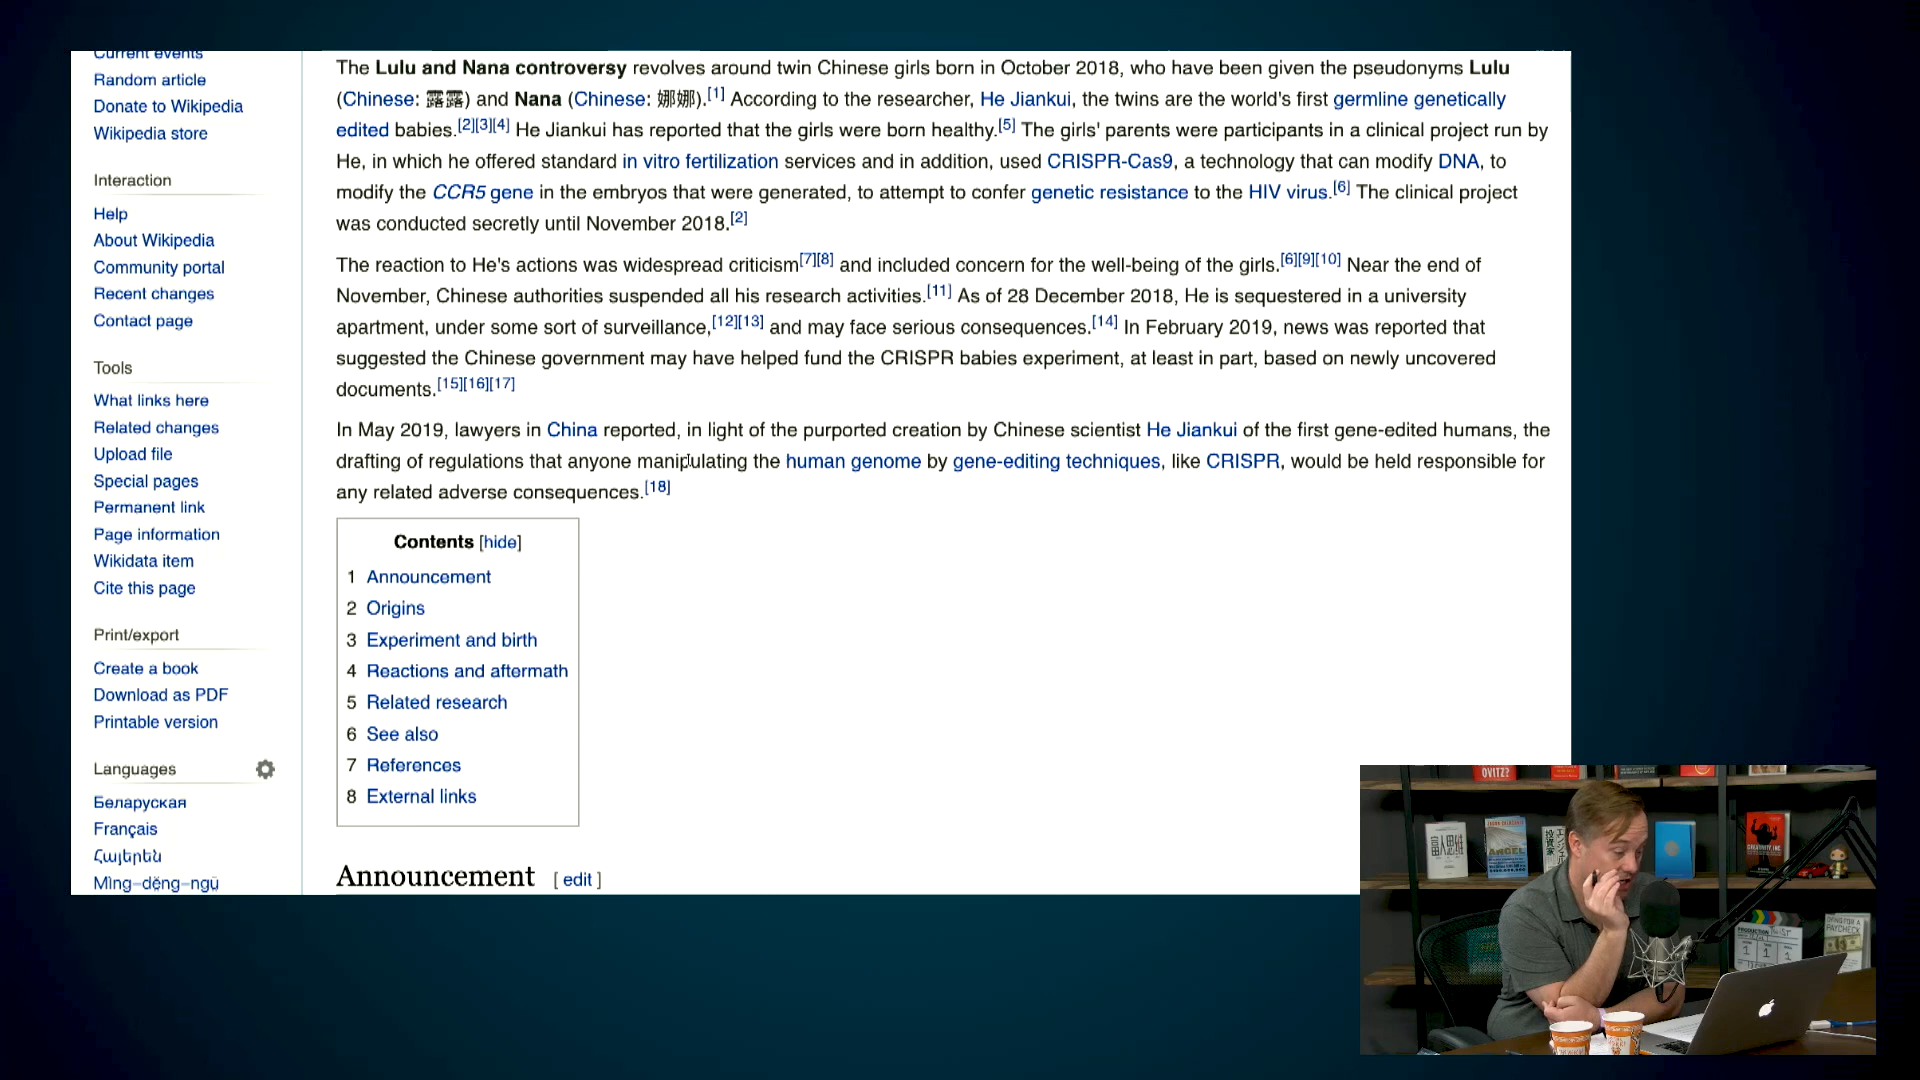 Current events
Random article
Donate to Wikipedia
Wikipedia store
Interaction
Help
About Wikipedia
Community portal
Recent changes
Contact page
Tools
What links here
Related changes
Upload file
Special pages
Permanent link
Page information
Wikidata item
Cite this page
Print/export
Create a book
Download as PDF
Printable version
Languages
Беларуская
Français
Հայերեն
Mìng-dĕ̤ng-ngṳ̄
The Lulu and Nana controversy revolves around twin Chinese girls born in October 2018, who have been given the pseudonyms Lulu
(Chinese: 露露) and Nana (Chinese: 娜娜).[1] According to the researcher, He Jiankui, the twins are the world's first germline genetically
edited babies.[2][3][4] He Jiankui has reported that the girls were born healthy.[5] The girls' parents were participants in a clinical project run by
He, in which he offered standard in vitro fertilization services and in addition, used CRISPR-Cas9, a technology that can modify DNA, to
modify the CCR5 gene in the embryos that were generated, to attempt to confer genetic resistance to the HIV virus.[6] The clinical project
was conducted secretly until November 2018.[2]
The reaction to He's actions was widespread criticism[7][8] and included concern for the well-being of the girls.[6][9][10] Near the end of
November, Chinese authorities suspended all his research activities.[11] As of 28 December 2018, He is sequestered in a university
apartment, under some sort of surveillance,[12][13] and may face serious consequences.[14] In February 2019, news was reported that
suggested the Chinese government may have helped fund the CRISPR babies experiment, at least in part, based on newly uncovered
documents.[15][16][17]
In May 2019, lawyers in China reported, in light of the purported creation by Chinese scientist He Jiankui of the first gene-edited humans, the
drafting of regulations that anyone manipulating the human genome by gene-editing techniques, like CRISPR, would be held responsible for
any related adverse consequences.[18]
Contents [hide]
1 Announcement
2 Origins
3 Experiment and birth
4 Reactions and aftermath
5 Related research
6 See also
7 References
8 External links
Announcement [ edit ]
OVITZ?
ANGEL
CREATIVITY, INC.
PRODUCTION
1 1 1
PAYCHECK